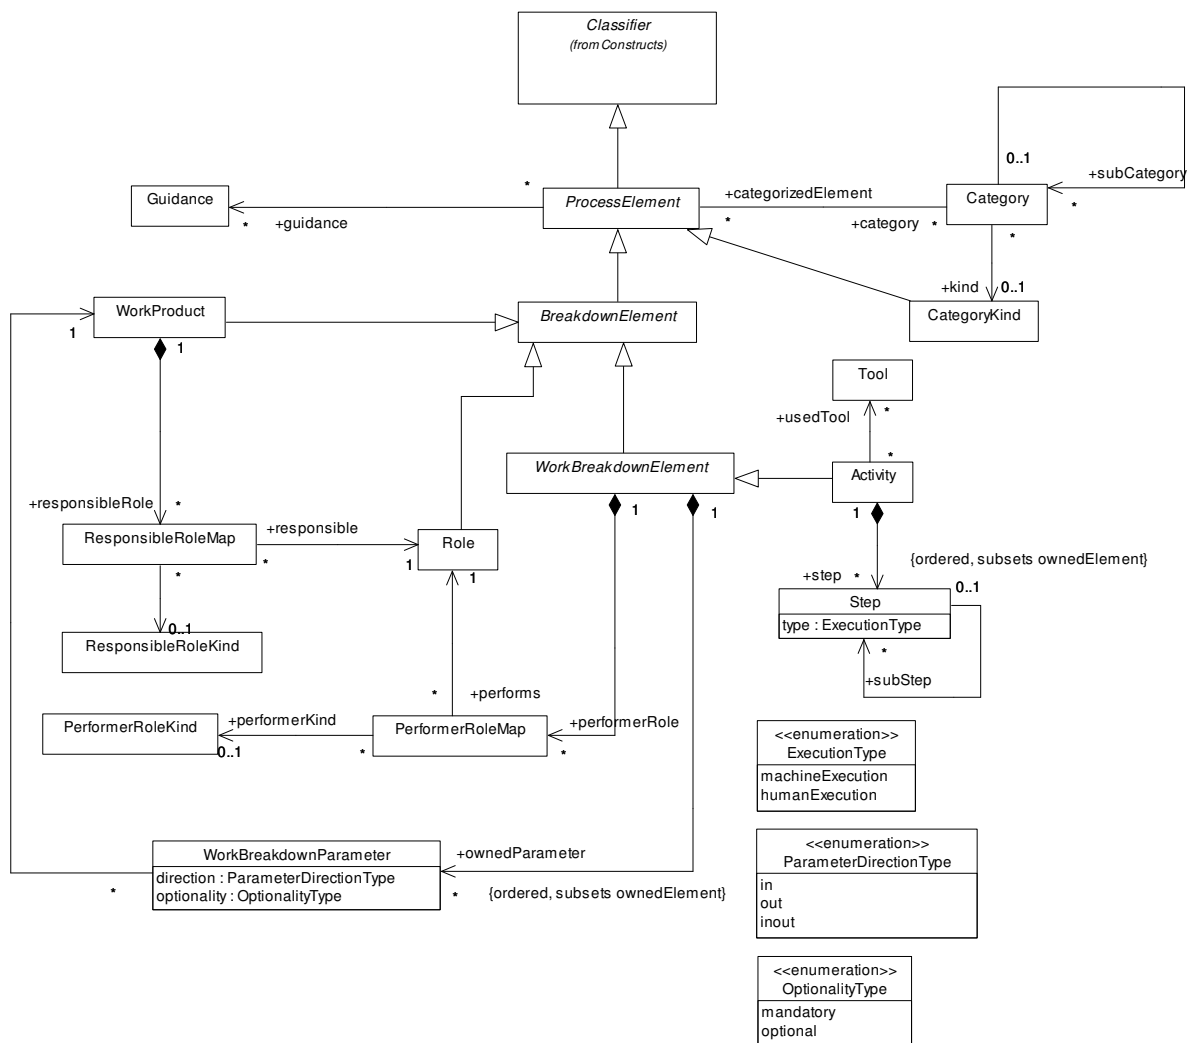 Classifier
(from Constructs)
0..1
+subCategory
*
Guidance
*
+guidance
*
ProcessElement
+categorizedElement
*
+category
*
Category
*
+kind
0..1
CategoryKind
WorkProduct
1
1
BreakdownElement
Tool
+usedTool
*
*
WorkBreakdownElement
1
1
Activity
1
+responsibleRole
*
ResponsibleRoleMap
*
*
+responsible
1
Role
1
{ordered, subsets ownedElement}
+step
*
0..1
Step
type : ExecutionType
*
+subStep
0..1
ResponsibleRoleKind
*
+performs
PerformerRoleKind
+performerKind
0..1
*
PerformerRoleMap
+performerRole
*
<<enumeration>>
ExecutionType
machineExecution
humanExecution
WorkBreakdownParameter
direction : ParameterDirectionType
optionality : OptionalityType
*
+ownedParameter
*
{ordered, subsets ownedElement}
<<enumeration>>
ParameterDirectionType
in
out
inout
<<enumeration>>
OptionalityType
mandatory
optional